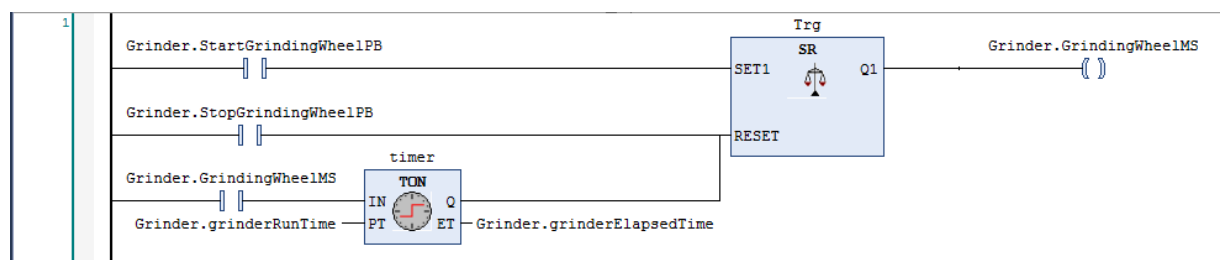 1
Trg
Grinder.StartGrindingWheelPB
SR
Grinder.GrindingWheelMS
SET1
Q1
Grinder.StopGrindingWheelPB
RESET
timer
Grinder.GrindingWheelMS
TON
IN
Q
Grinder.grinderRunTime
PT
ET
Grinder.grinderElapsedTime